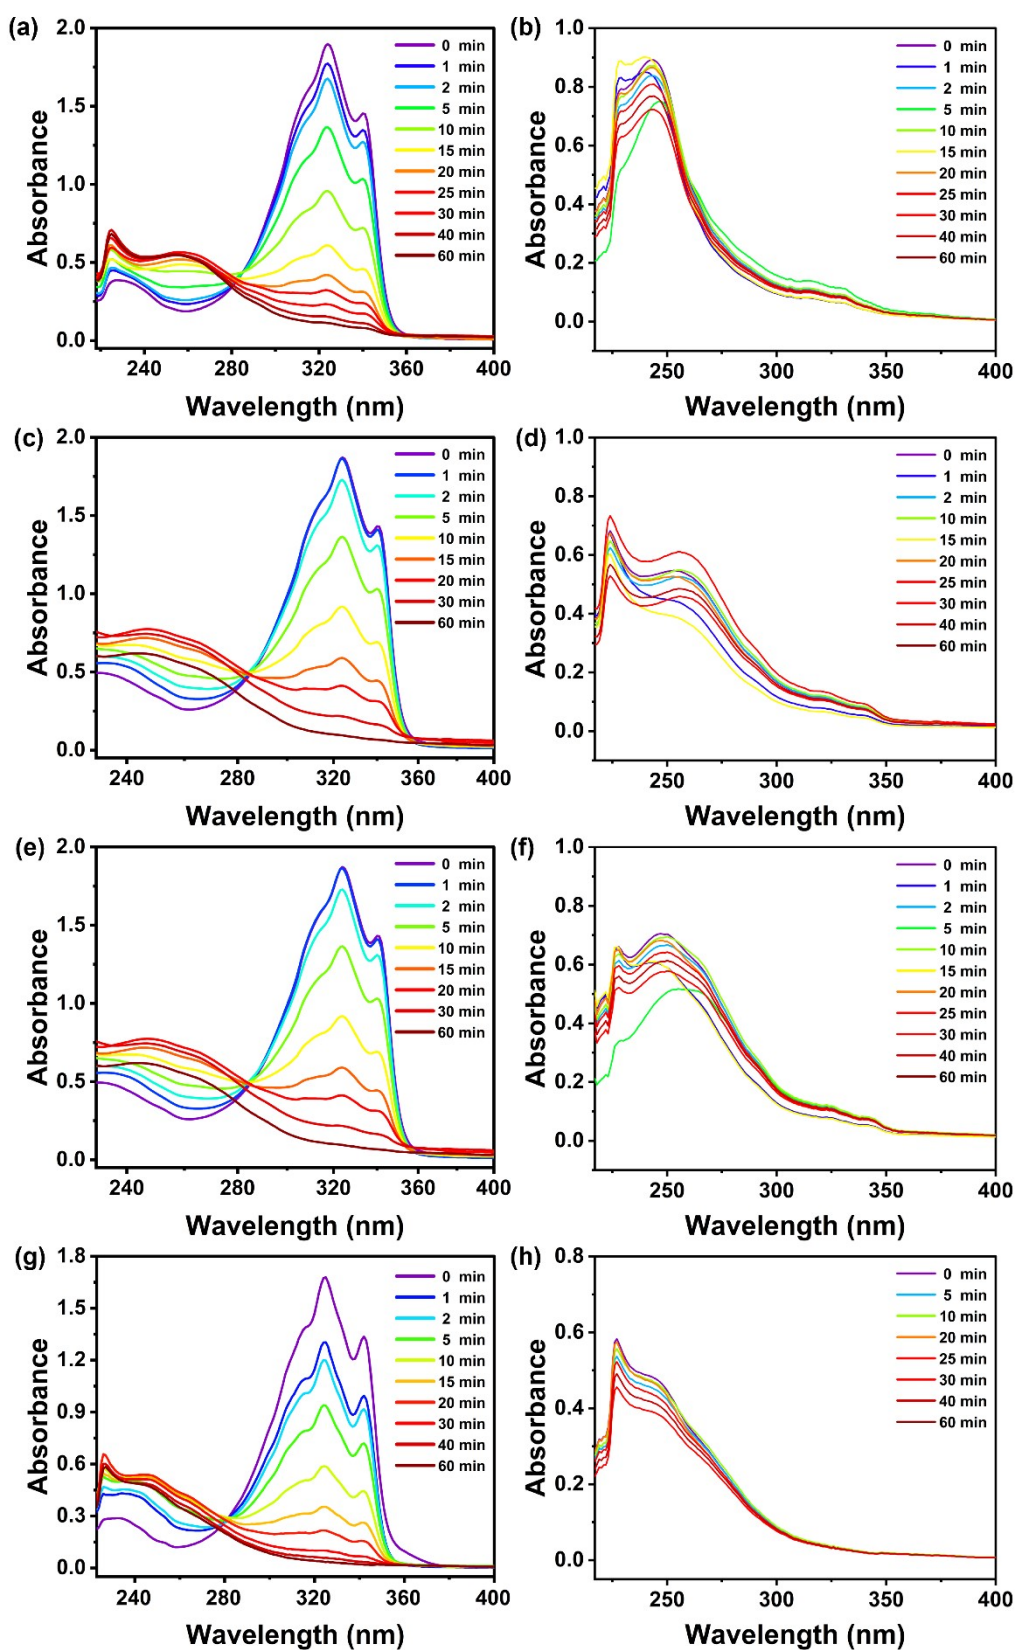 (a)
2.0
1.5
1.0
0.5
0.0
Absorbance
240 280 320 360 400
Wavelength (nm)
0 min
1 min
2 min
5 min
10 min
15 min
20 min
25 min
30 min
40 min
60 min
(b)
1.0
0.8
0.6
0.4
0.2
0.0
Absorbance
250 300 350 400
Wavelength (nm)
0 min
1 min
2 min
5 min
10 min
15 min
20 min
25 min
30 min
40 min
60 min
(c)
2.0
1.5
1.0
0.5
0.0
Absorbance
240 280 320 360 400
Wavelength (nm)
0 min
1 min
2 min
5 min
10 min
15 min
20 min
30 min
60 min
(d)
1.0
0.8
0.6
0.4
0.2
0.0
Absorbance
250 300 350 400
Wavelength (nm)
0 min
1 min
2 min
10 min
15 min
20 min
25 min
30 min
40 min
60 min
(e)
2.0
1.5
1.0
0.5
0.0
Absorbance
240 280 320 360 400
Wavelength (nm)
0 min
1 min
2 min
5 min
10 min
15 min
20 min
30 min
60 min
(f)
1.0
0.8
0.6
0.4
0.2
0.0
Absorbance
250 300 350 400
Wavelength (nm)
0 min
1 min
2 min
5 min
10 min
15 min
20 min
25 min
30 min
40 min
60 min
(g)
1.8
1.5
1.2
0.9
0.6
0.3
0.0
Absorbance
240 280 320 360 400
Wavelength (nm)
0 min
1 min
2 min
5 min
10 min
15 min
20 min
30 min
40 min
60 min
(h)
0.8
0.6
0.4
0.2
0.0
Absorbance
250 300 350 400
Wavelength (nm)
0 min
5 min
10 min
20 min
25 min
30 min
40 min
60 min